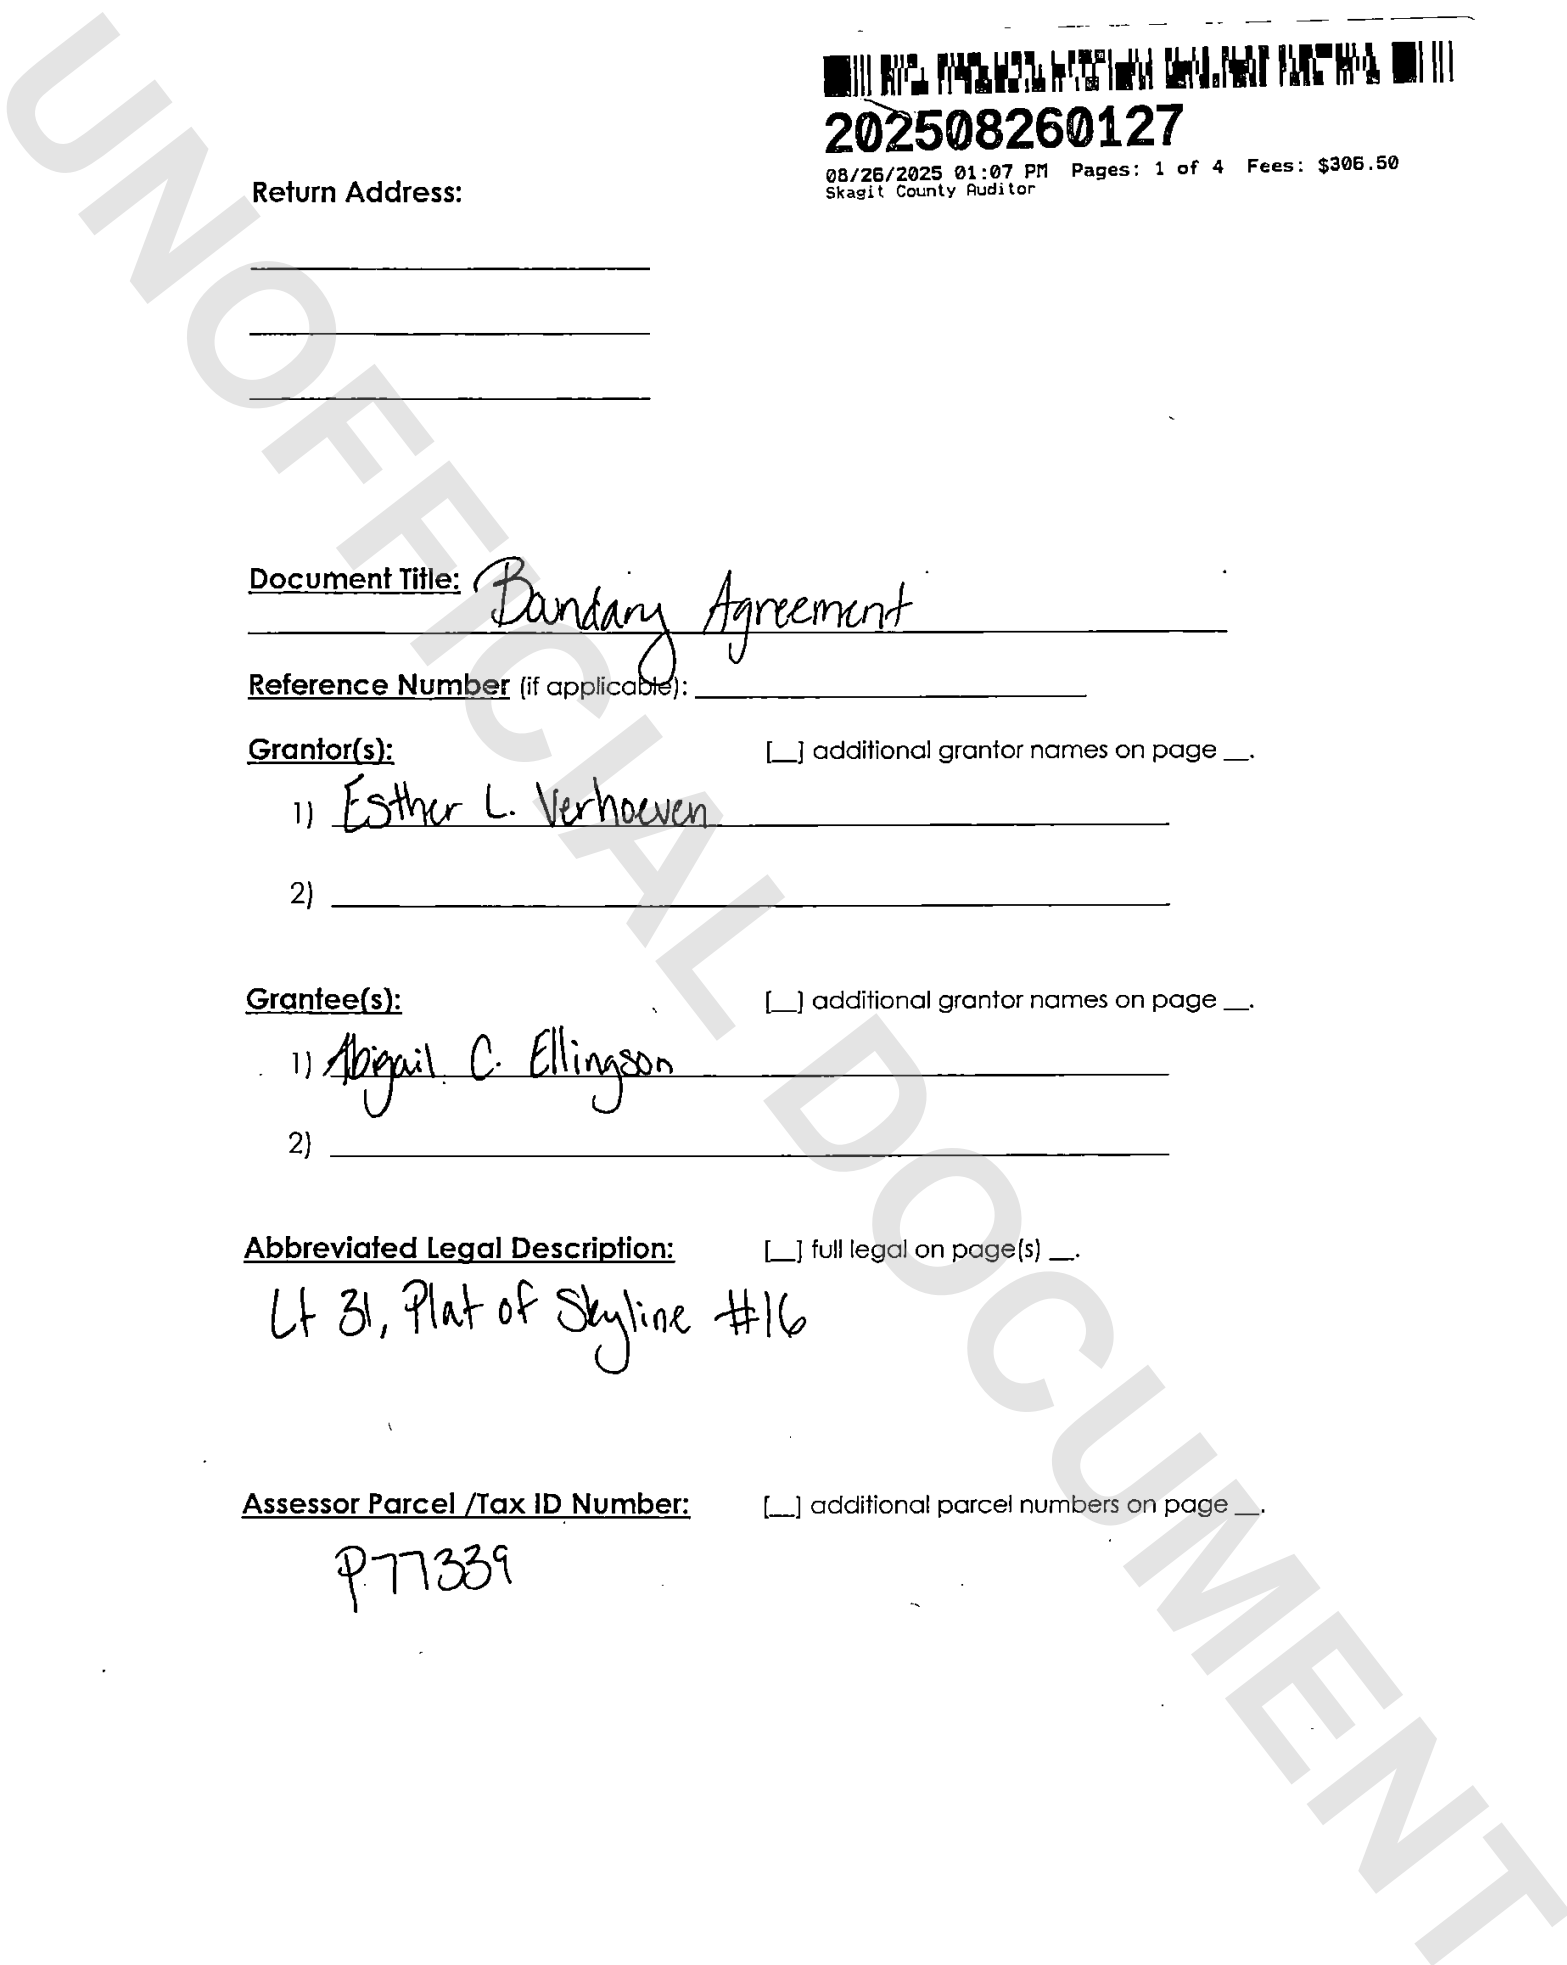 202508260127
08/26/2025 01:07 PM Pages: 1 of 4 Fees: $306.50
Skagit County Auditor
Return Address:
Document Title: Boundary Agreement
Reference Number (if applicable):
Grantor(s): [__] additional grantor names on page __.
1) Esther L. Verhoeven
2)
Grantee(s): [__] additional grantor names on page __.
1) Abigail C. Ellingson
2)
Abbreviated Legal Description: [__] full legal on page(s) __.
Lt 31, Plat of Skyline #16
Assessor Parcel /Tax ID Number: [__] additional parcel numbers on page __.
P77339
UNOFFICIAL DOCUMENT